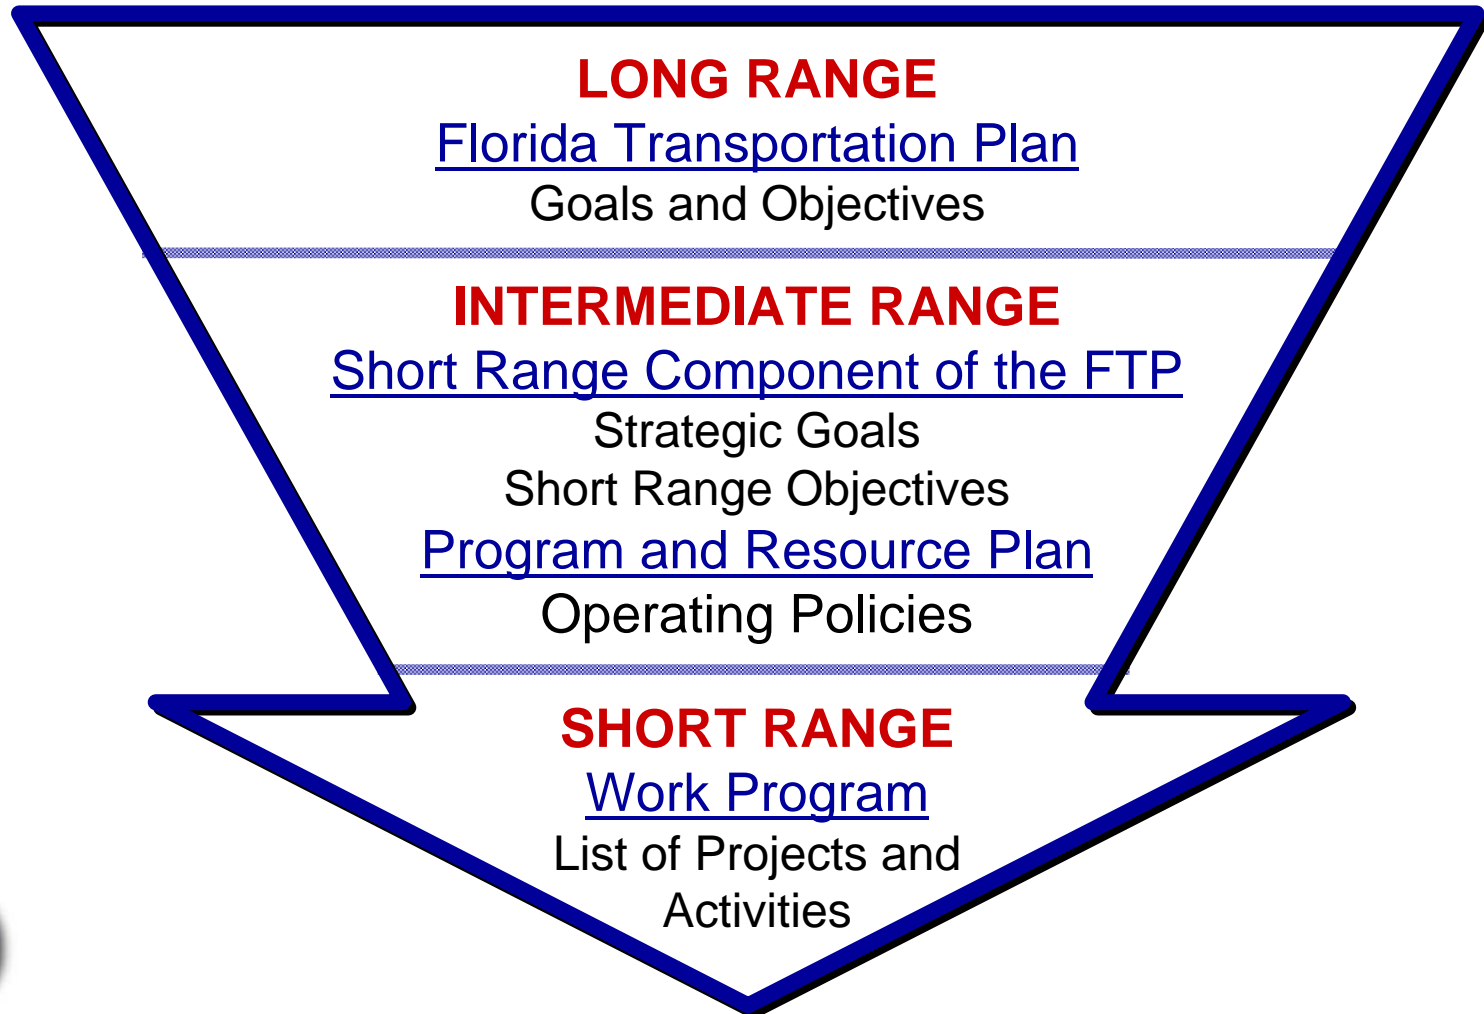 LONG RANGE
Florida Transportation Plan
Goals and Objectives
INTERMEDIATE RANGE
Short Range Component of the FTP
Strategic Goals
Short Range Objectives
Program and Resource Plan
Operating Policies
SHORT RANGE
Work Program
List of Projects and
Activities